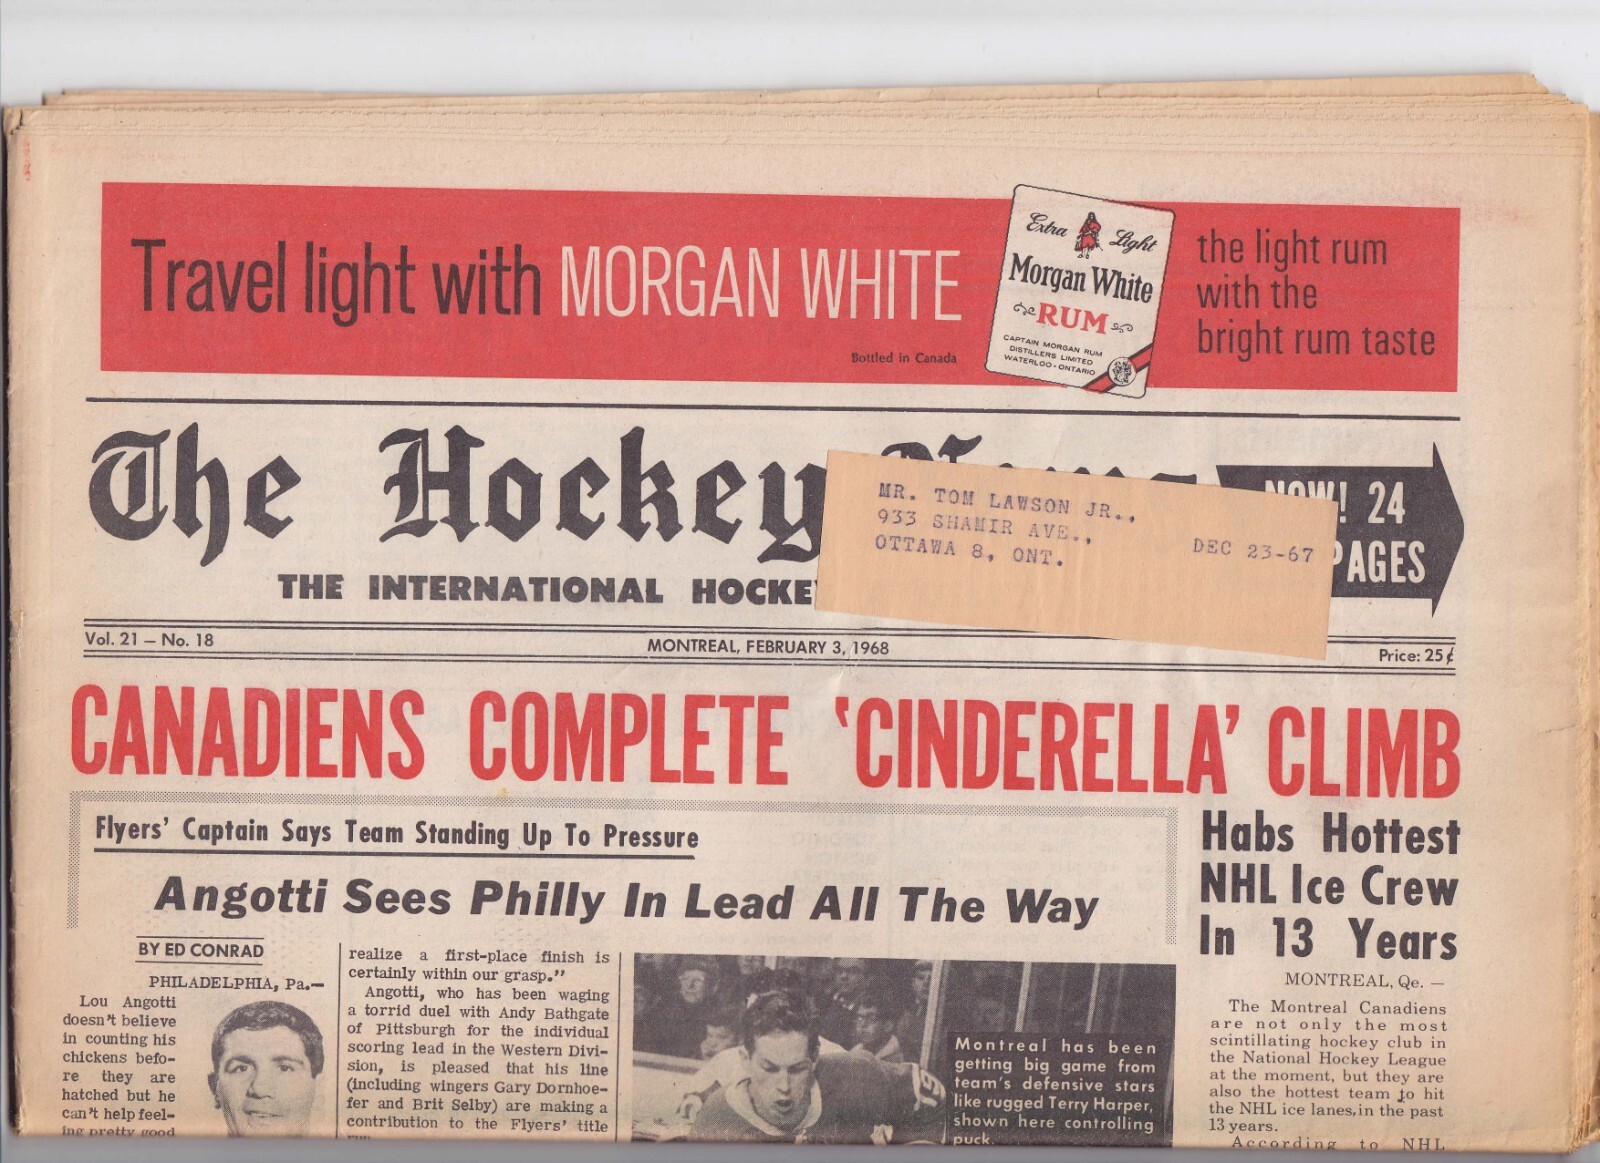 Travel light with MORGAN WHITE
Bottled in Canada
Extra Light
Morgan White
RUM
CAPTAIN MORGAN RUM
DISTILLERS LIMITED
WATERLOO • ONTARIO
the light rum
with the
bright rum taste
The Hockey
THE INTERNATIONAL HOCKE
MR. TOM LAWSON JR.,
933 SHAMIR AVE.,
OTTAWA 8, ONT.
DEC 23-67
NOW! 24
PAGES
Vol. 21 — No. 18
MONTREAL, FEBRUARY 3, 1968
Price: 25¢
CANADIENS COMPLETE 'CINDERELLA' CLIMB
Flyers' Captain Says Team Standing Up To Pressure
Angotti Sees Philly In Lead All The Way
BY ED CONRAD
PHILADELPHIA, Pa.—
Lou Angotti
doesn't believe
in counting his
chickens befo-
re they are
hatched but he
can't help feel-
ing pretty good
realize a first-place finish is
certainly within our grasp."
Angotti, who has been waging
a torrid duel with Andy Bathgate
of Pittsburgh for the individual
scoring lead in the Western Divi-
sion, is pleased that his line
(including wingers Gary Dornhoe-
fer and Brit Selby) are making a
contribution to the Flyers' title
Montreal has been
getting big game from
team's defensive stars
like rugged Terry Harper,
shown here controlling
puck.
19
Habs Hottest
NHL Ice Crew
In 13 Years
MONTREAL, Qe. —
The Montreal Canadiens
are not only the most
scintillating hockey club in
the National Hockey League
at the moment, but they are
also the hottest team to hit
the NHL ice lanes, in the past
13 years.
According to NHL